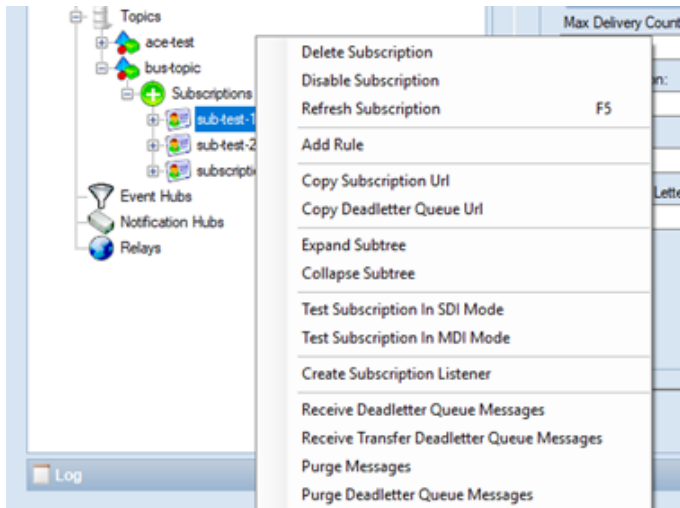 Topics
ace-test
bus-topic
Subscriptions
sub-test-1
sub-test-2
Event Hubs
Notification Hubs
Relays
Log
Max Delivery Count
Delete Subscription
Disable Subscription
Refresh Subscription F5
Add Rule
Copy Subscription Url
Copy Deadletter Queue Url
Expand Subtree
Collapse Subtree
Test Subscription In SDI Mode
Test Subscription In MDI Mode
Create Subscription Listener
Receive Deadletter Queue Messages
Receive Transfer Deadletter Queue Messages
Purge Messages
Purge Deadletter Queue Messages